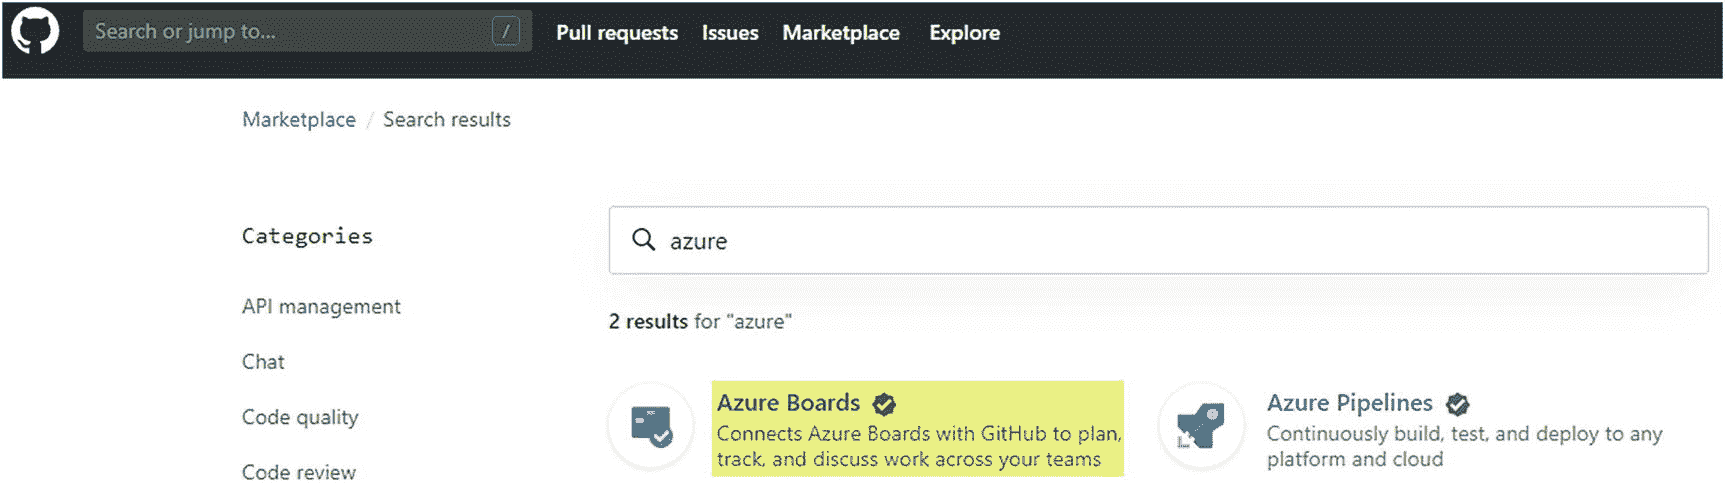 Search or jump to... /
Pull requests Issues Marketplace Explore
Marketplace / Search results
Categories
API management
Chat
Code quality
Code review
azure
2 results for "azure"
Azure Boards
Connects Azure Boards with GitHub to plan,
track, and discuss work across your teams
Azure Pipelines
Continuously build, test, and deploy to any
platform and cloud